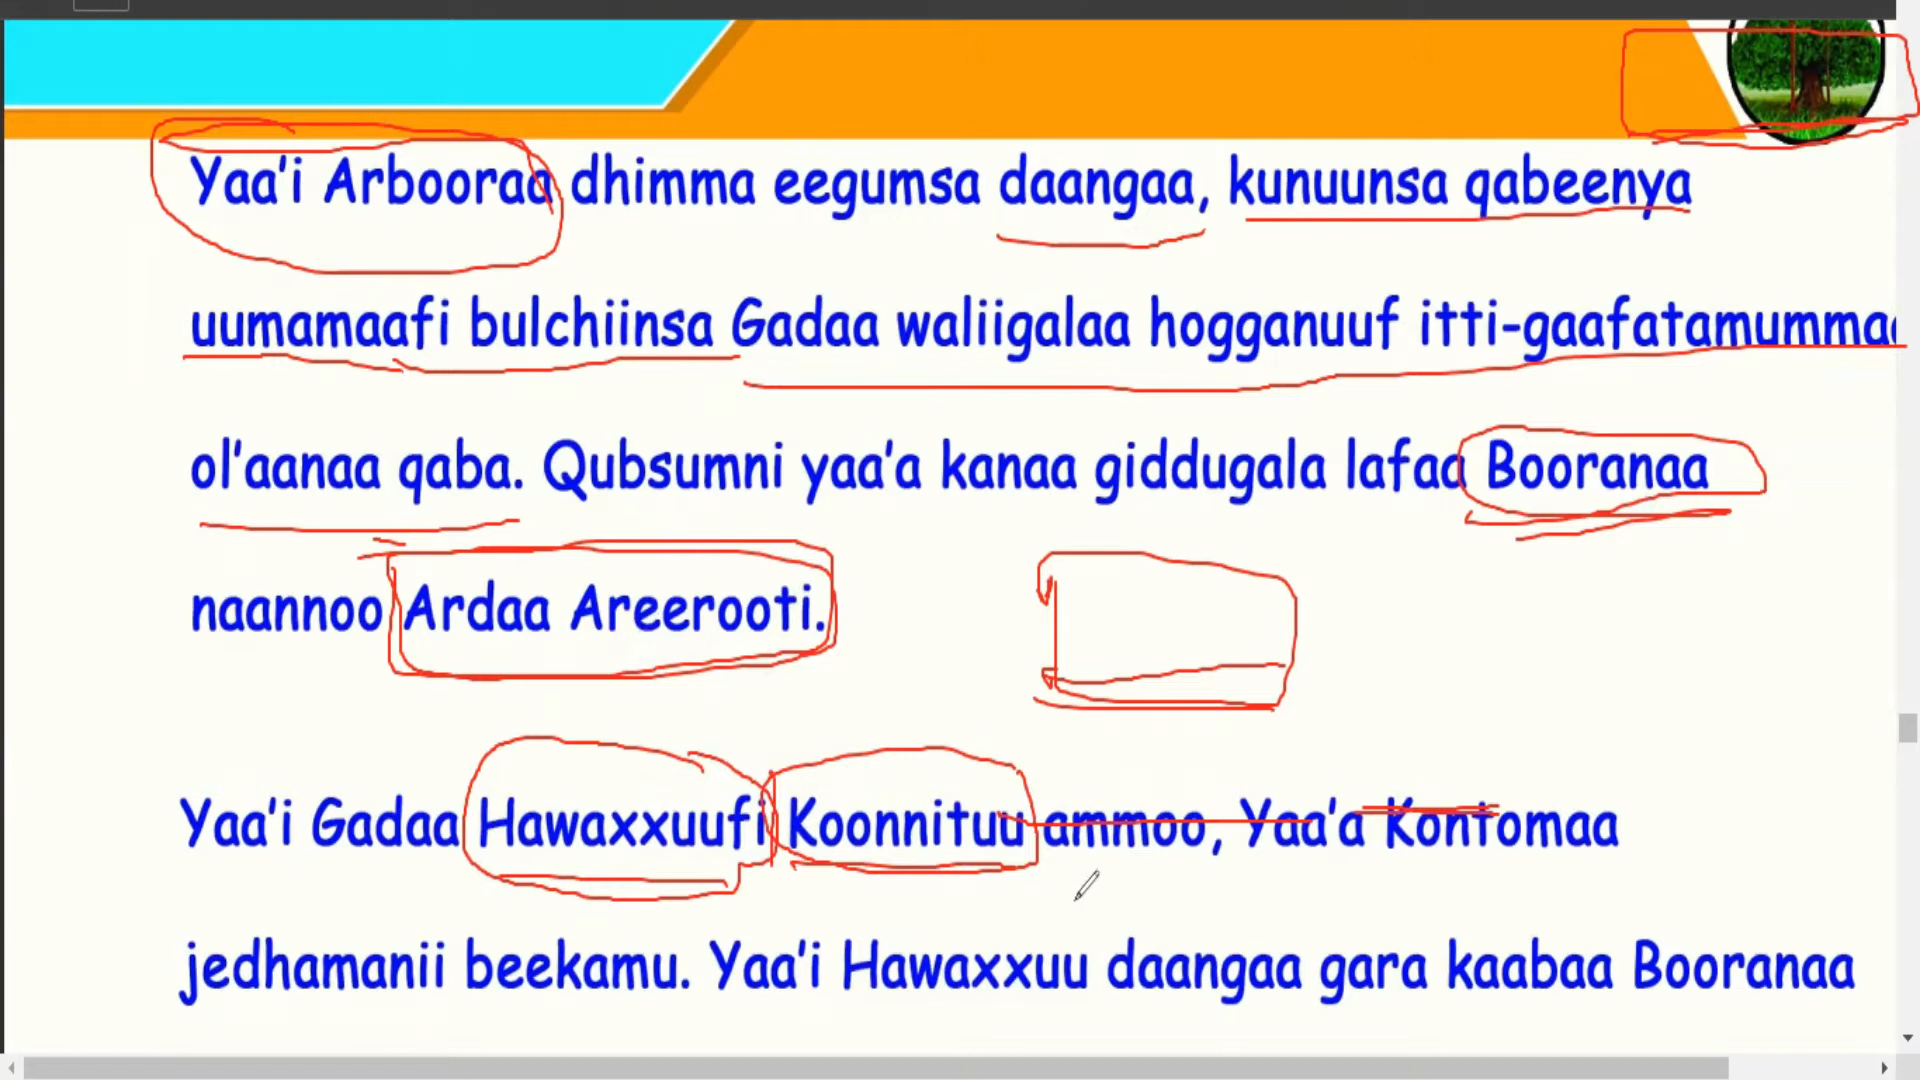 Yaa'i Arbooraa dhimma eegumsa daangaa, kunuunsa qabeenya
uumamaafi bulchiinsa Gadaa waliigalaa hogganuuf itti-gaafatamummaa
ol'aanaa qaba. Qubsumni yaa'a kanaa giddugala lafaa Booranaa
naannoo Ardaa Areerooti.
Yaa'i Gadaa Hawaxxuufi Koonnituu ammoo, Yaa'a Kontomaa
jedhamanii beekamu. Yaa'i Hawaxxuu daangaa gara kaabaa Booranaa